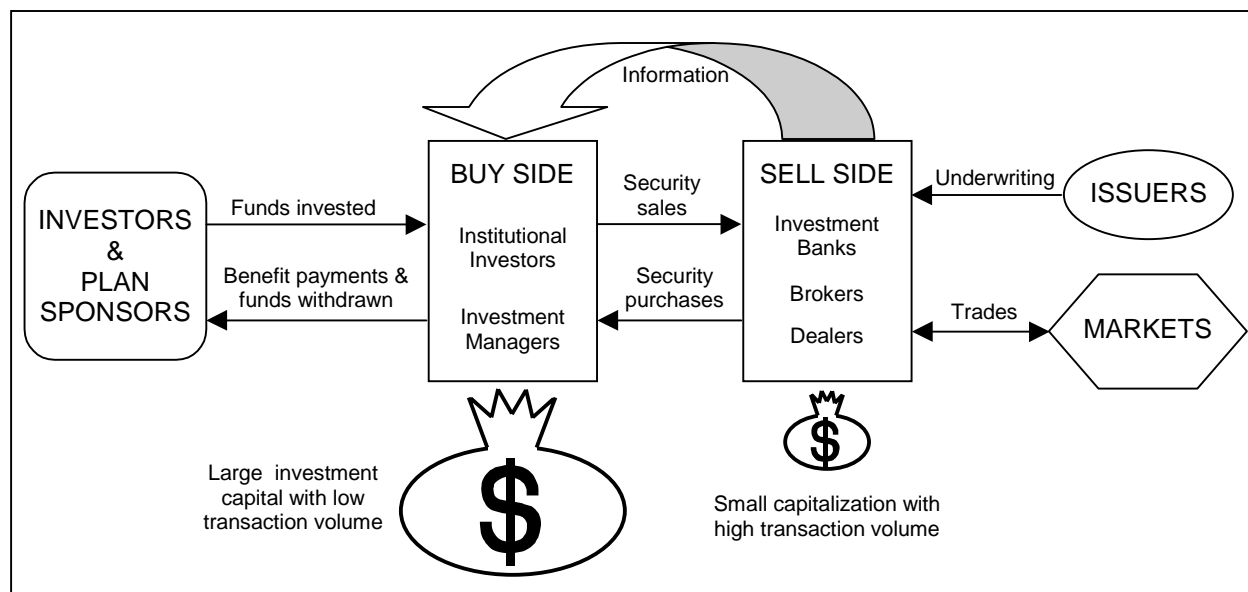 Information
INVESTORS
&
PLAN
SPONSORS
Funds invested
Benefit payments &
funds withdrawn
BUY SIDE
Institutional
Investors
Investment
Managers
Security
sales
Security
purchases
SELL SIDE
Investment
Banks
Brokers
Dealers
Underwriting
ISSUERS
Trades
MARKETS
Large investment
capital with low
transaction volume
$
$
Small capitalization with
high transaction volume